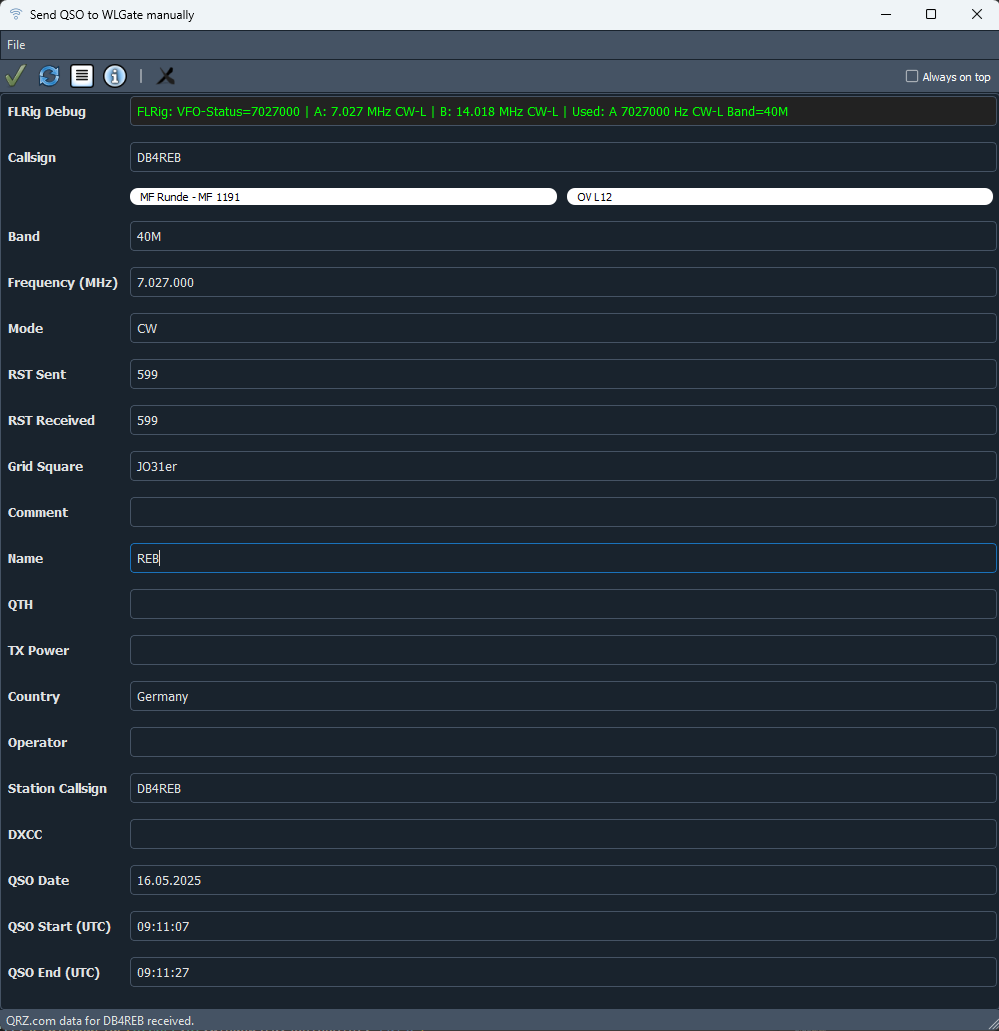 Send QSO to WLGate manually
File
Always on top
FLRig Debug
FLRig: VFO-Status=7027000 | A: 7.027 MHz CW-L | B: 14.018 MHz CW-L | Used: A 7027000 Hz CW-L Band=40M
Callsign
DB4REB
MF Runde - MF 1191
OV L12
Band
40M
Frequency (MHz)
7.027.000
Mode
CW
RST Sent
599
RST Received
599
Grid Square
JO31er
Comment
Name
REB
QTH
TX Power
Country
Germany
Operator
Station Callsign
DB4REB
DXCC
QSO Date
16.05.2025
QSO Start (UTC)
09:11:07
QSO End (UTC)
09:11:27
QRZ.com data for DB4REB received.